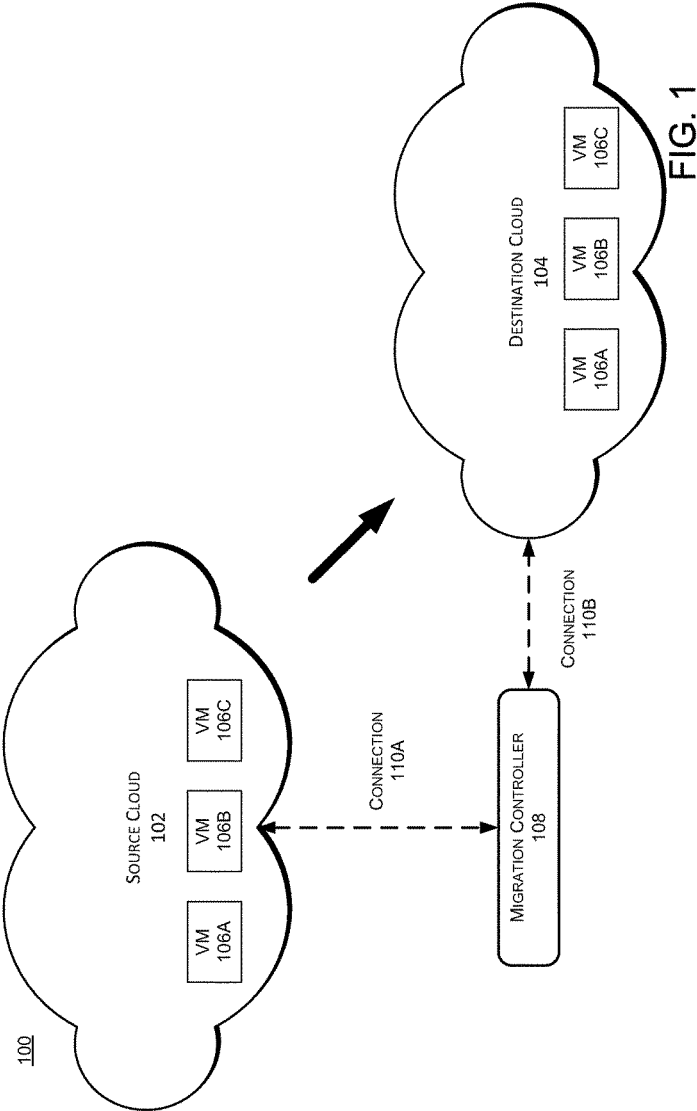 100
SOURCE CLOUD
102
VM
106A
VM
106B
VM
106C
CONNECTION
110A
MIGRATION CONTROLLER
108
CONNECTION
110B
DESTINATION CLOUD
104
VM
106A
VM
106B
VM
106C
FIG. 1